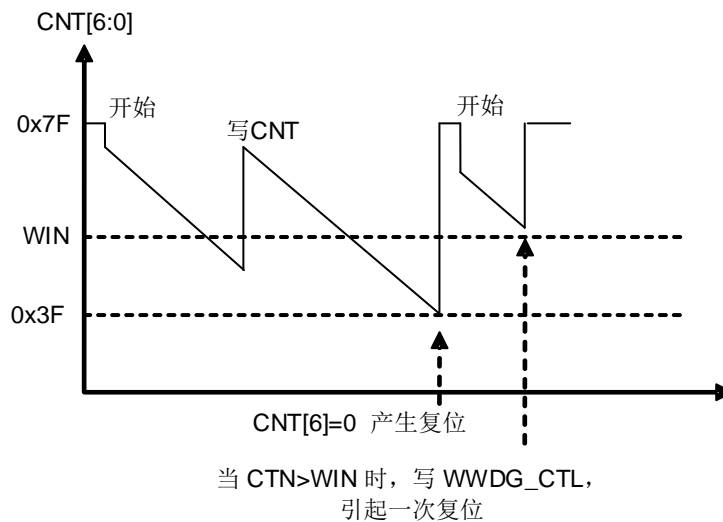 CNT[6:0]
0x7F
开始
写CNT
开始
WIN
0x3F
CNT[6]=0 产生复位
当 CTN>WIN 时，写 WWDG_CTL，
引起一次复位